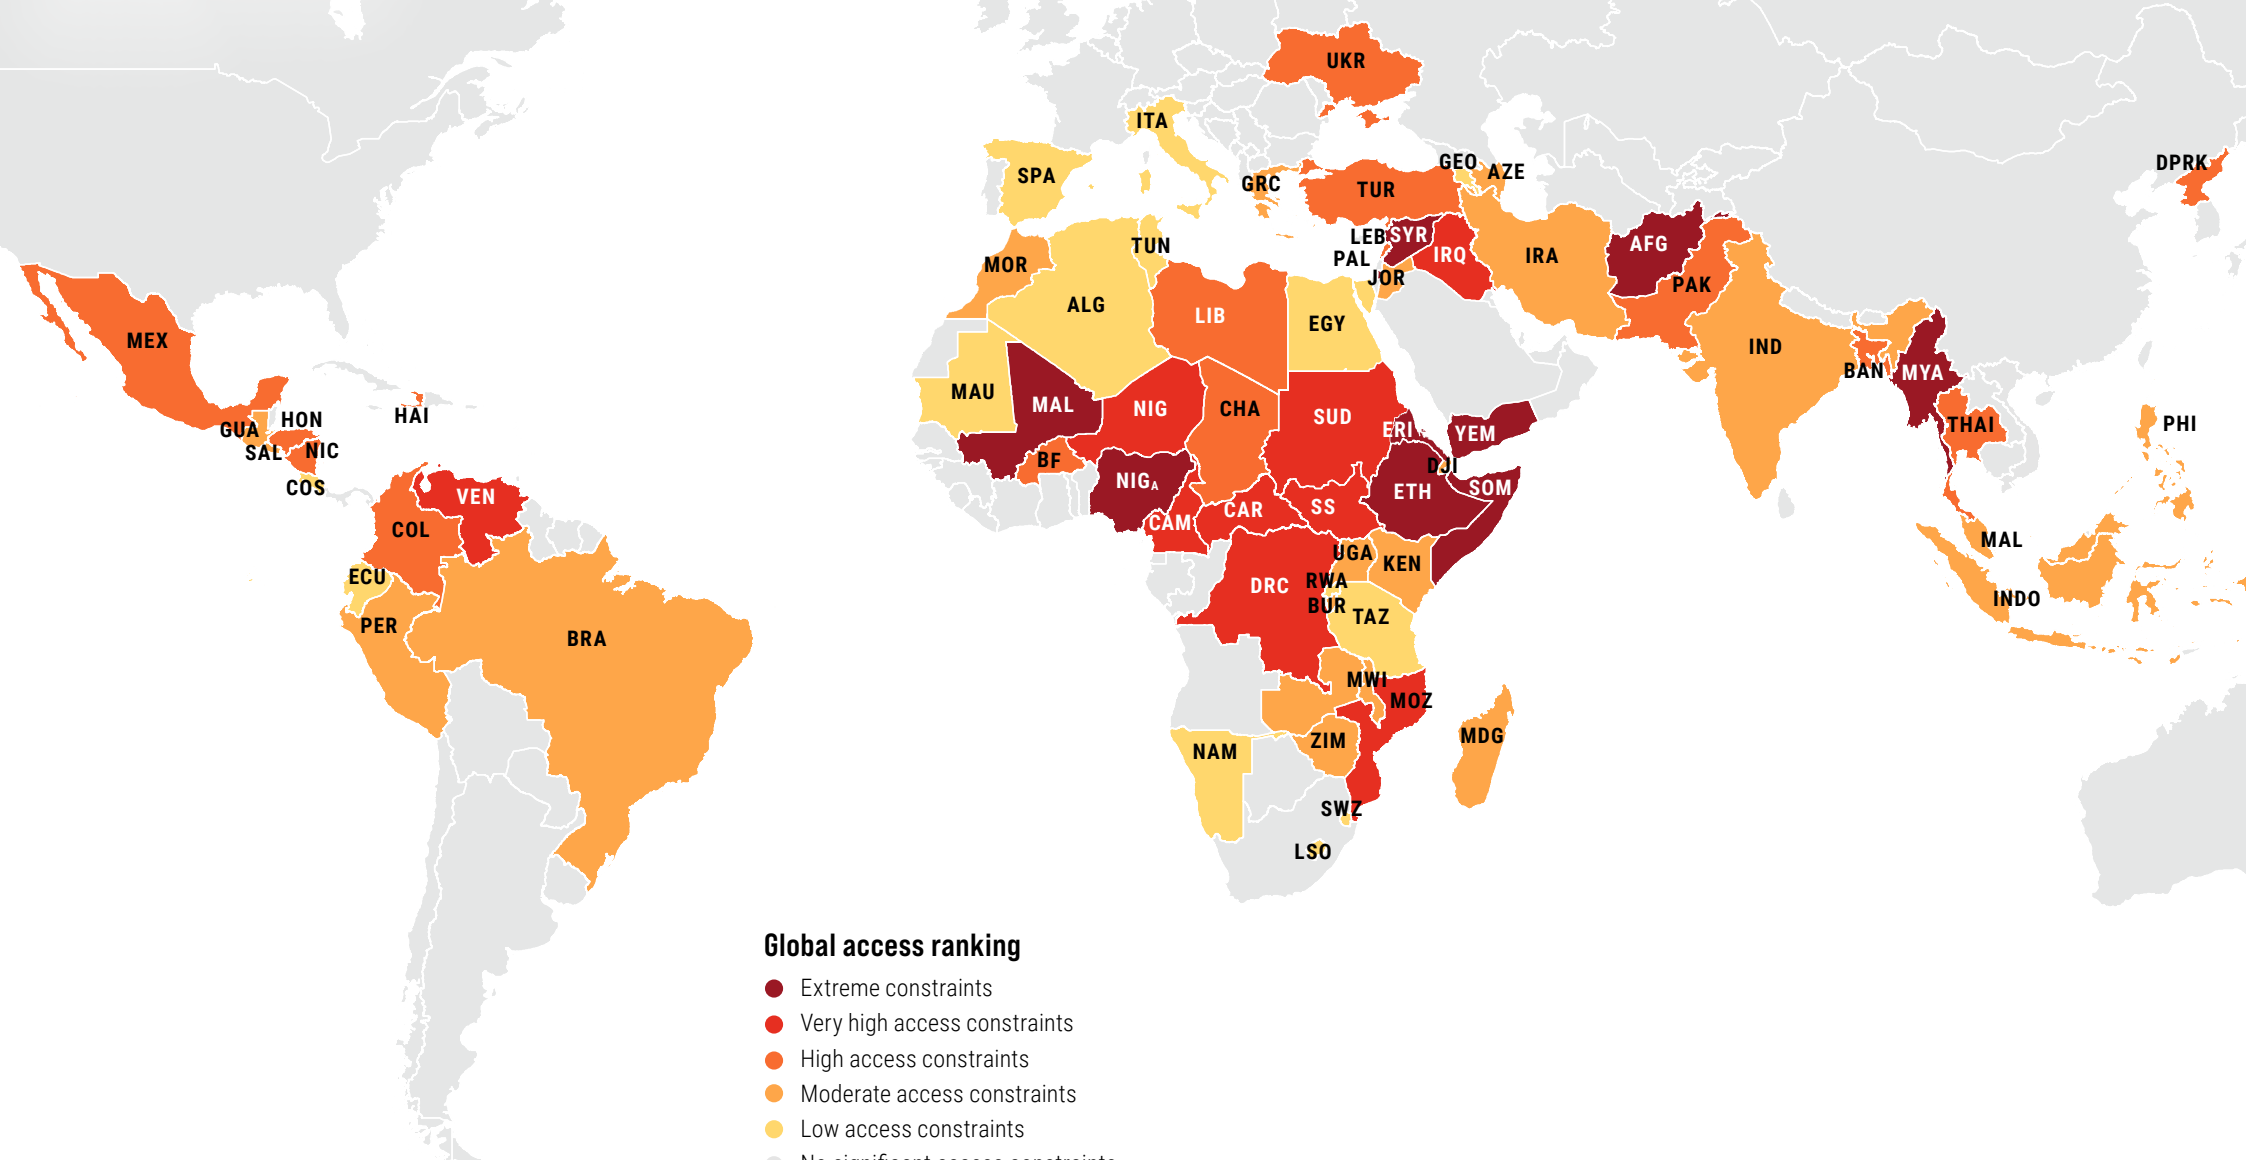 UKR
ITA
SPA
GRC
TUR
GEO
AZE
DPRK
LEB
SYR
PAL
JOR
IRQ
IRA
AFG
PAK
MOR
TUN
ALG
LIB
EGY
MEX
HON
HAI
GUA
SAL
NIC
COS
MAU
MAL
NIG
CHA
SUD
ERI
YEM
IND
BAN
MYA
THAI
PHI
BF
NIGA
DJI
ETH
SOM
VEN
COL
CAM
CAR
SS
MAL
INDO
ECU
PER
BRA
DRC
UGA
KEN
RWA
BUR
TAZ
MWI
MOZ
ZIM
MDG
NAM
SWZ
LSO
Global access ranking
Extreme constraints
Very high access constraints
High access constraints
Moderate access constraints
Low access constraints
No significant access constraints